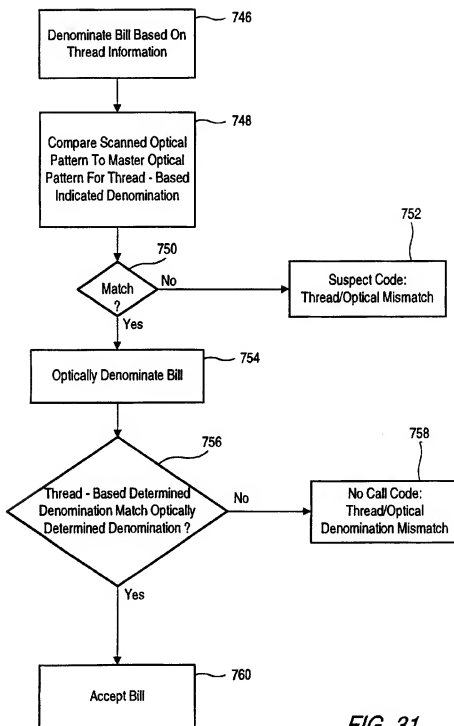 746
Denominate Bill Based On
Thread Information
748
Compare Scanned Optical
Pattern To Master Optical
Pattern For Thread - Based
Indicated Denomination
750
Match
?
No
Yes
752
Suspect Code:
Thread/Optical Mismatch
754
Optically Denominate Bill
756
Thread - Based Determined
Denomination Match Optically
Determined Denomination ?
No
Yes
758
No Call Code:
Thread/Optical
Denomination Mismatch
760
Accept Bill
FIG. 31